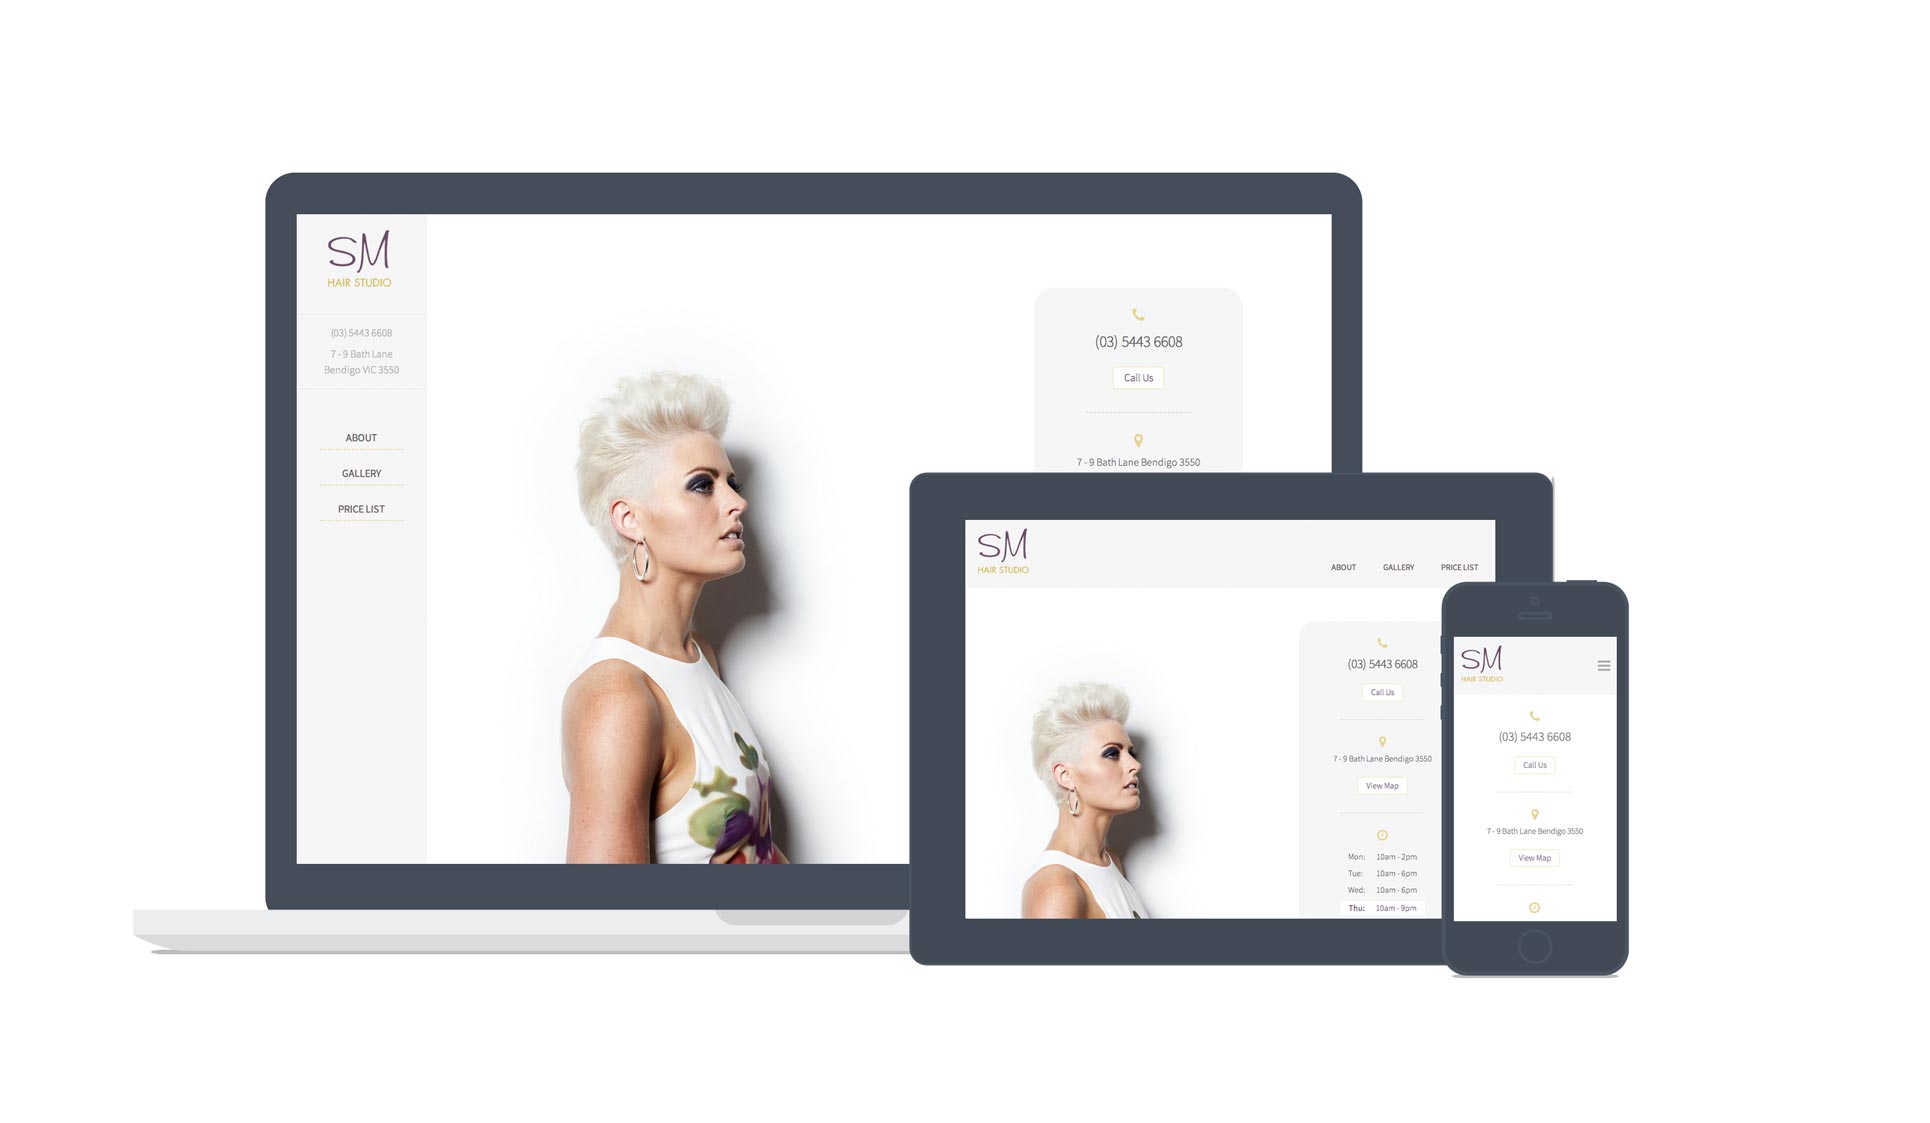 SM
HAIR STUDIO
(03) 5443 6608
7 - 9 Bath Lane
Bendigo VIC 3550
ABOUT
GALLERY
PRICE LIST
(03) 5443 6608
Call Us
7 - 9 Bath Lane Bendigo 3550
SM
HAIR STUDIO
ABOUT GALLERY PRICE LIST
(03) 5443 6608
Call Us
7 - 9 Bath Lane Bendigo 3550
View Map
Mon: 10am - 2pm
Tue: 10am - 6pm
Wed: 10am - 6pm
Thu: 10am - 9pm
SM
HAIR STUDIO
(03) 5443 6608
Call Us
7 - 9 Bath Lane Bendigo 3550
View Map